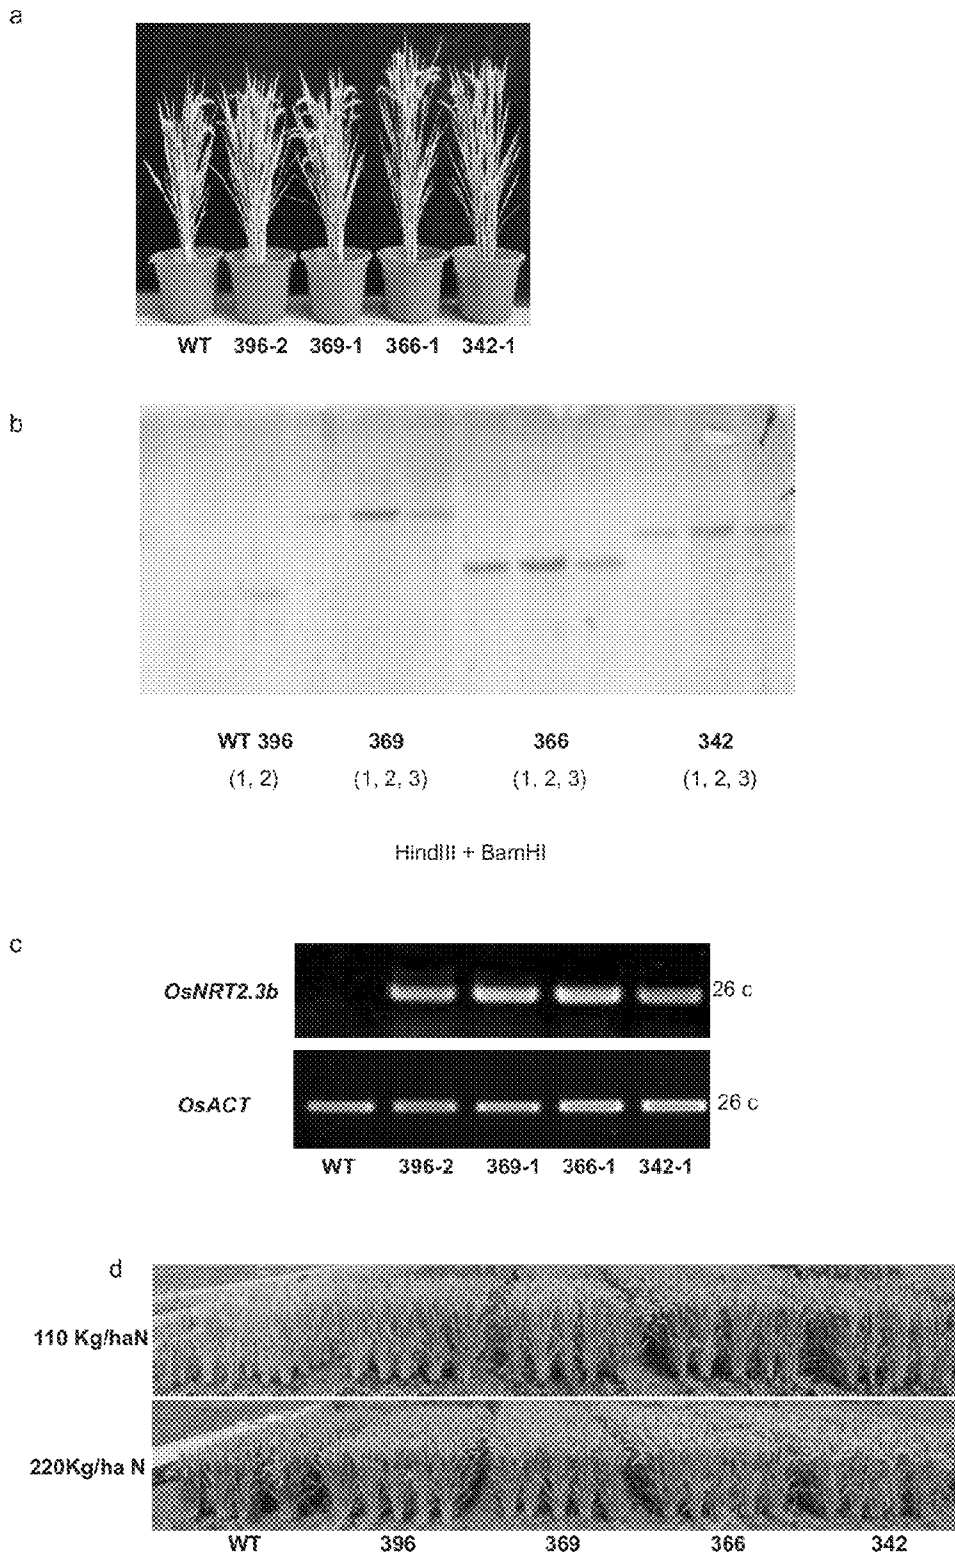 a
WT 396-2 369-1 366-1 342-1
b
WT 396 369 366 342
(1, 2) (1, 2, 3) (1, 2, 3) (1, 2, 3)
HindIII + BamHI
c
OsNRT2.3b 26 c
OsACT 26 c
WT 396-2 369-1 366-1 342-1
d
110 Kg/haN
220Kg/ha N
WT 396 369 366 342